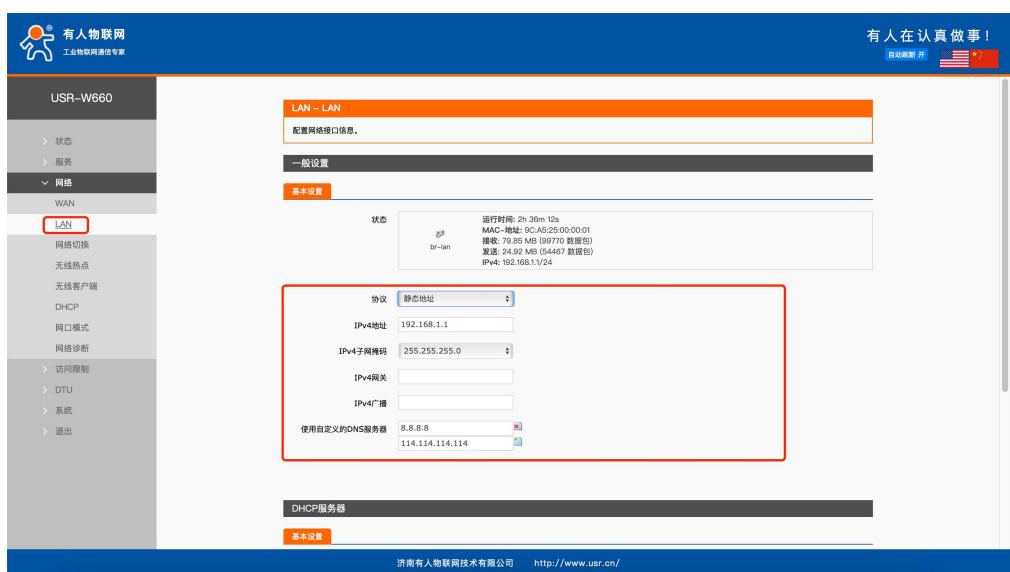 有人物联网
工业物联网通信专家
有人在认真做事!
自动刷新 开
USR-W660
状态
服务
网络
WAN
LAN
网络切换
无线热点
无线客户端
DHCP
网口模式
网络诊断
访问限制
DTU
系统
退出
LAN - LAN
配置网络接口信息。
一般设置
基本设置
状态
br-lan
运行时间: 2h 36m 12s
MAC-地址: 9C:A5:25:00:00:01
接收: 79.85 MB (99770 数据包)
发送: 24.92 MB (54467 数据包)
IPv4: 192.168.1.1/24
协议 静态地址
IPv4地址 192.168.1.1
IPv4子网掩码 255.255.255.0
IPv4网关
IPv4广播
使用自定义的DNS服务器 8.8.8.8
114.114.114.114
DHCP服务器
基本设置
济南有人物联网技术有限公司 http://www.usr.cn/